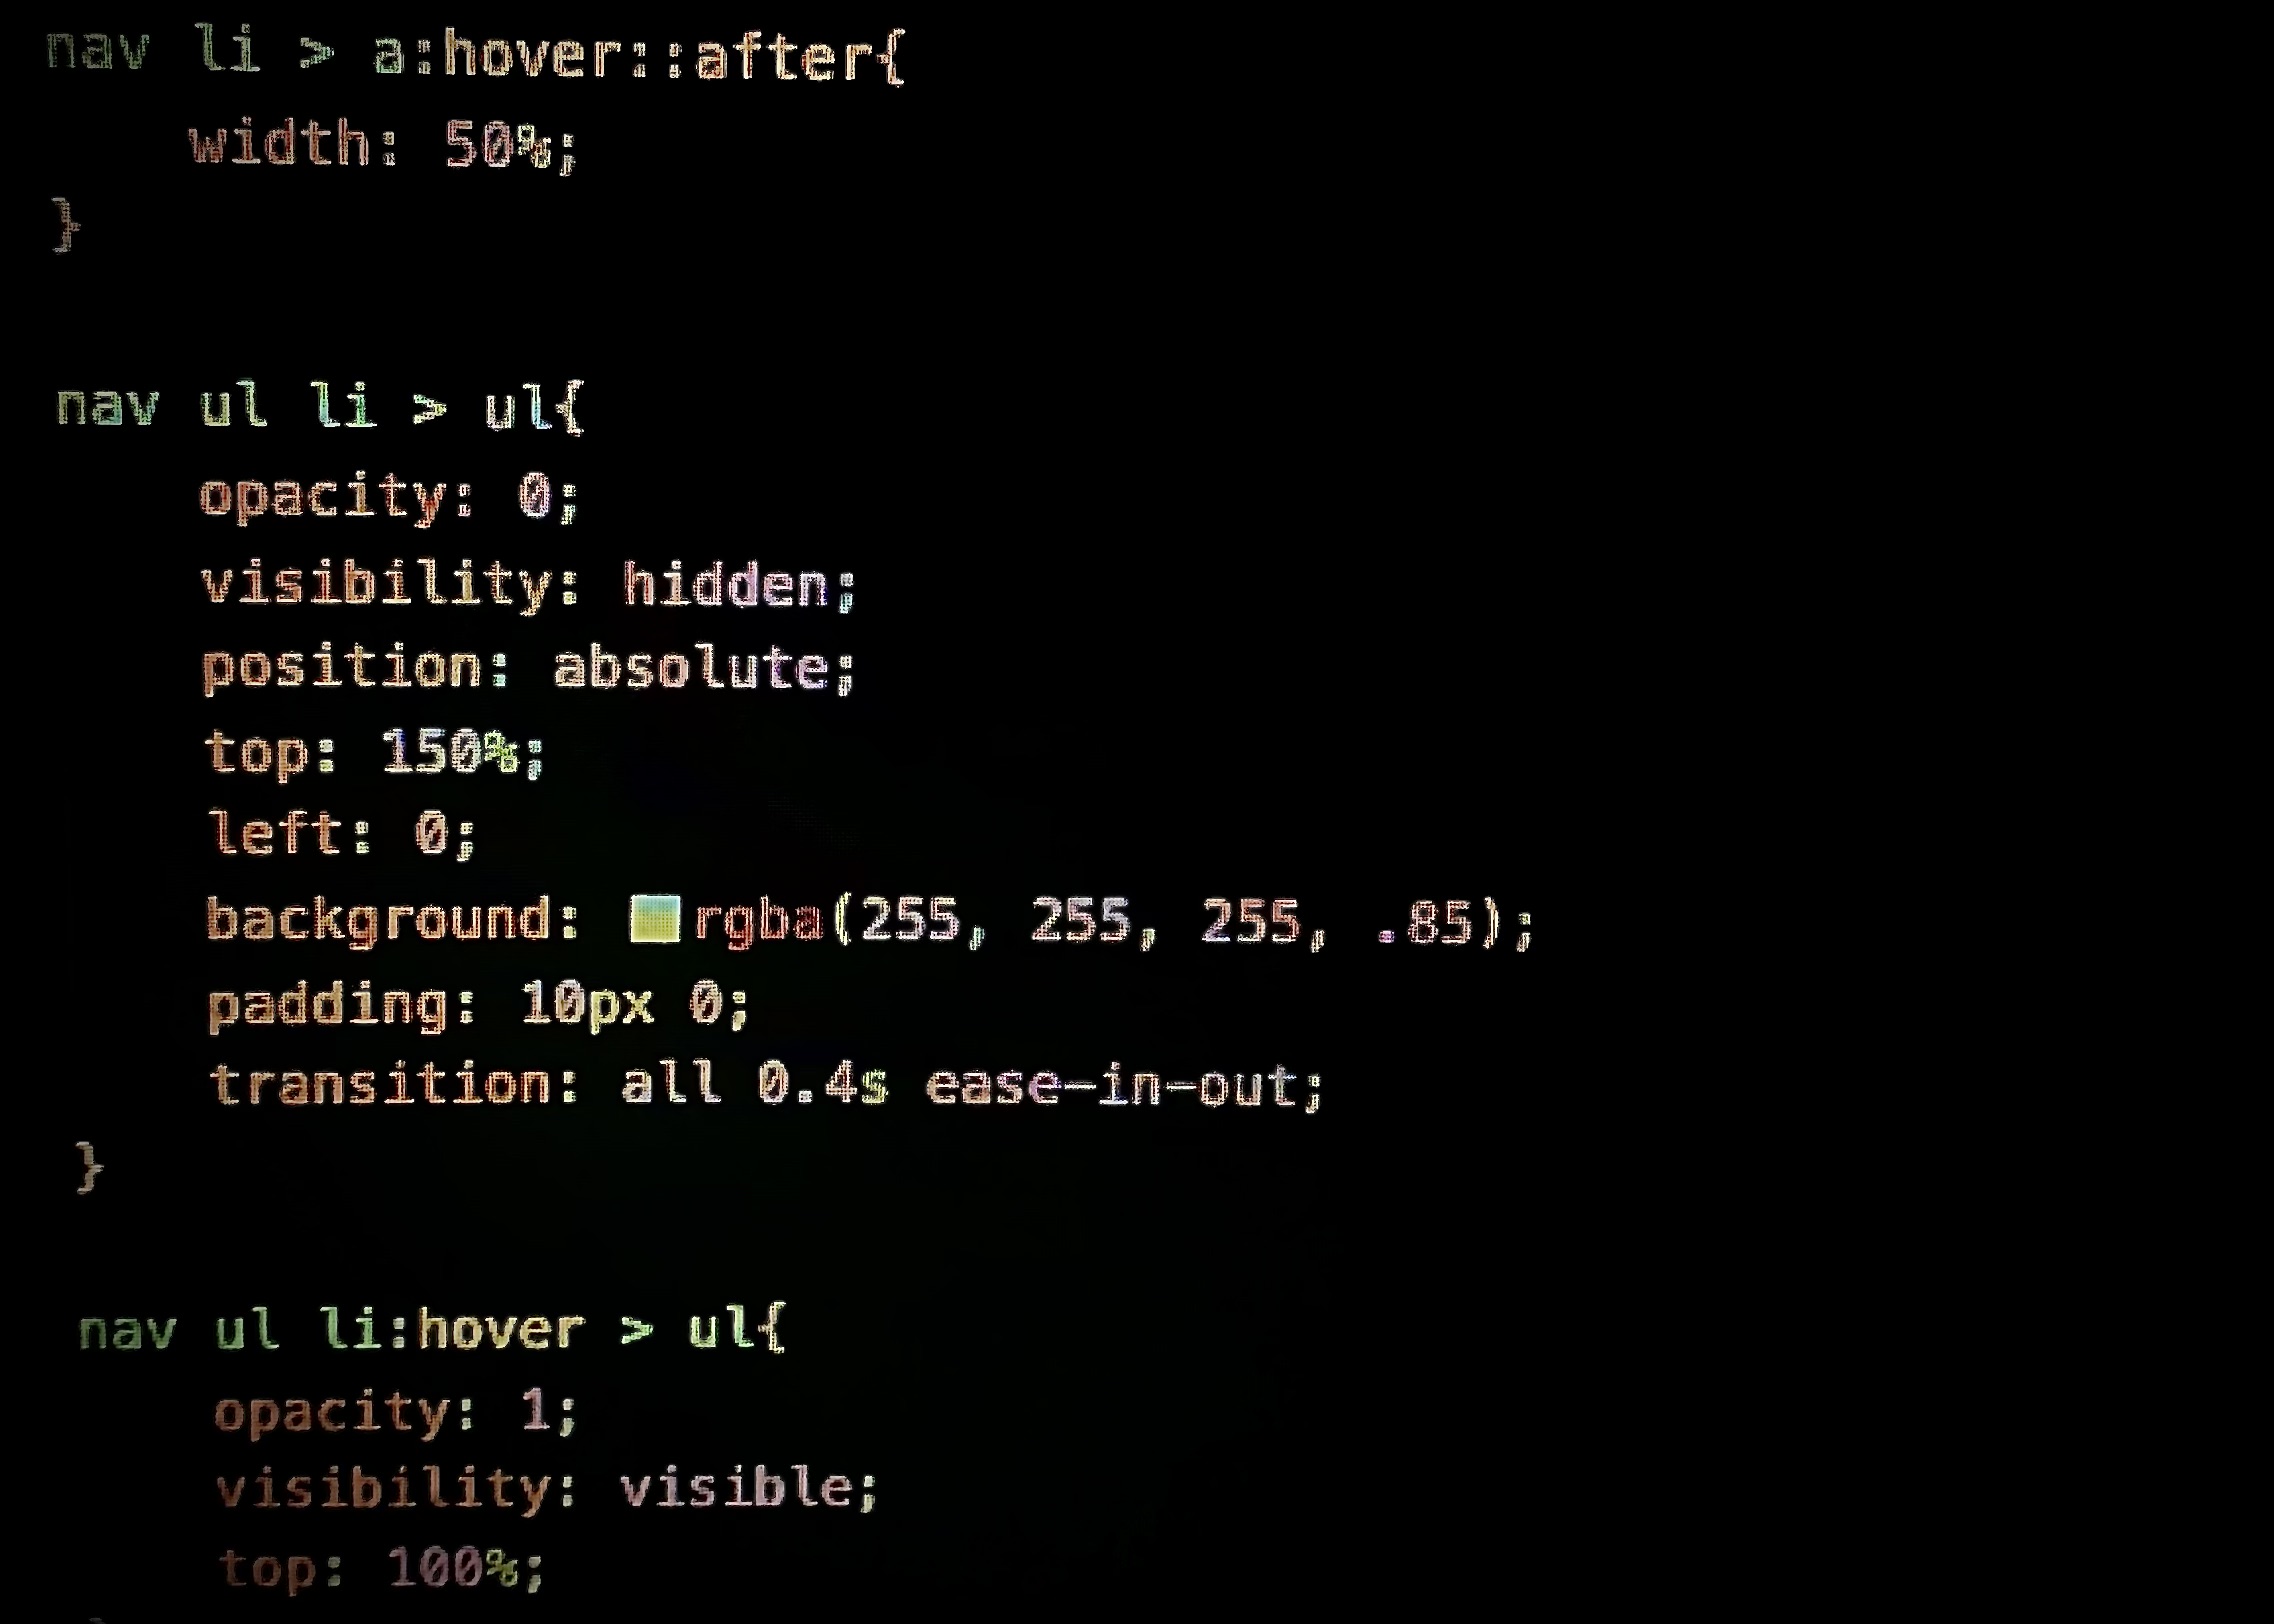 nav li > a:hover::after{
    width: 50%;
}

nav ul li > ul{
    opacity: 0;
    visibility: hidden;
    position: absolute;
    top: 150%;
    left: 0;
    background: rgba(255, 255, 255, .85);
    padding: 10px 0;
    transition: all 0.4s ease-in-out;
}

nav ul li:hover > ul{
    opacity: 1;
    visibility: visible;
    top: 100%;
}